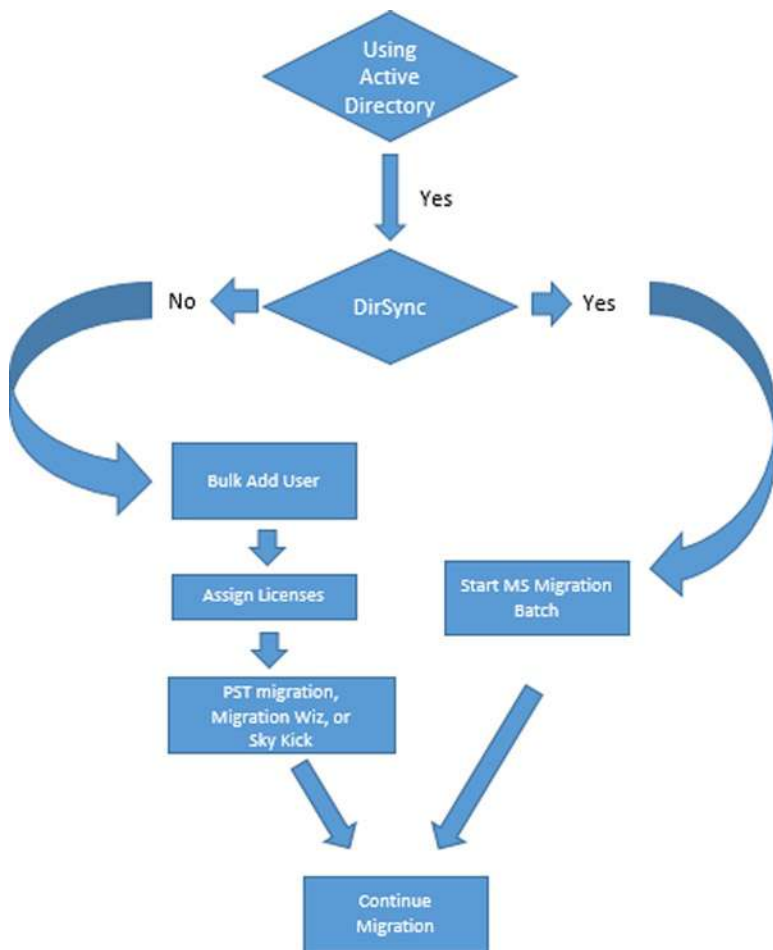 Using
Active
Directory
Yes
DirSync
No
Yes
Bulk Add User
Assign Licenses
Start MS Migration
Batch
PST migration,
Migration Wiz, or
Sky Kick
Continue
Migration